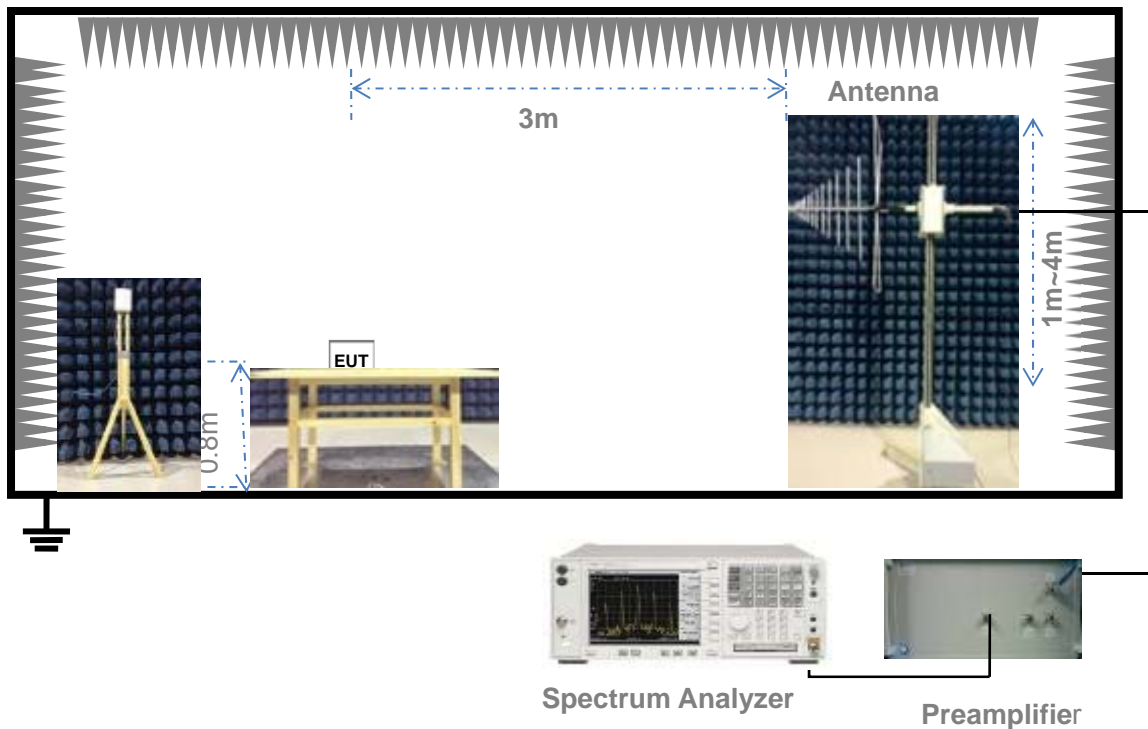 Antenna
3m
1m~4m
EUT
0.8m
Spectrum Analyzer
Preamplifier